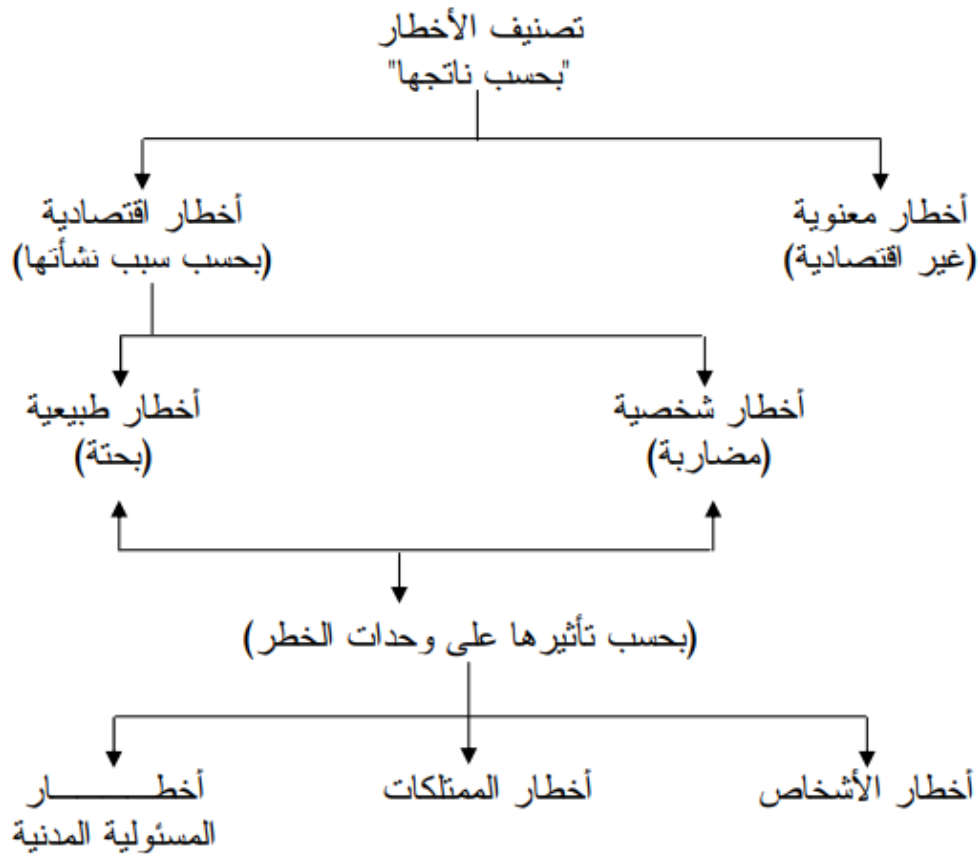 تصنيف الأخطار
"بحسب ناتجها"
أخطار معنوية
(غير اقتصادية)
أخطار اقتصادية
(بحسب سبب نشأتها)
أخطار شخصية
(مضاربة)
أخطار طبيعية
(بحتة)
(بحسب تأثيرها على وحدات الخطر)
أخطار الأشخاص
أخطار الممتلكات
أخطــــــــار
المسئولية المدنية